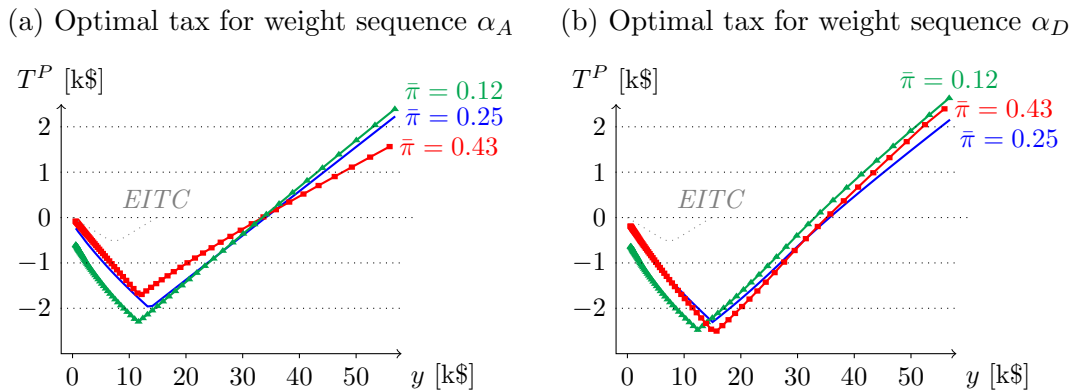 (a) Optimal tax for weight sequence α_A
T^P [k$]
π̄ = 0.12
π̄ = 0.25
π̄ = 0.43
EITC
2
1
0
−1
−2
0 10 20 30 40 50 y [k$]
(b) Optimal tax for weight sequence α_D
T^P [k$]
π̄ = 0.12
π̄ = 0.43
π̄ = 0.25
EITC
2
1
0
−1
−2
0 10 20 30 40 50 y [k$]